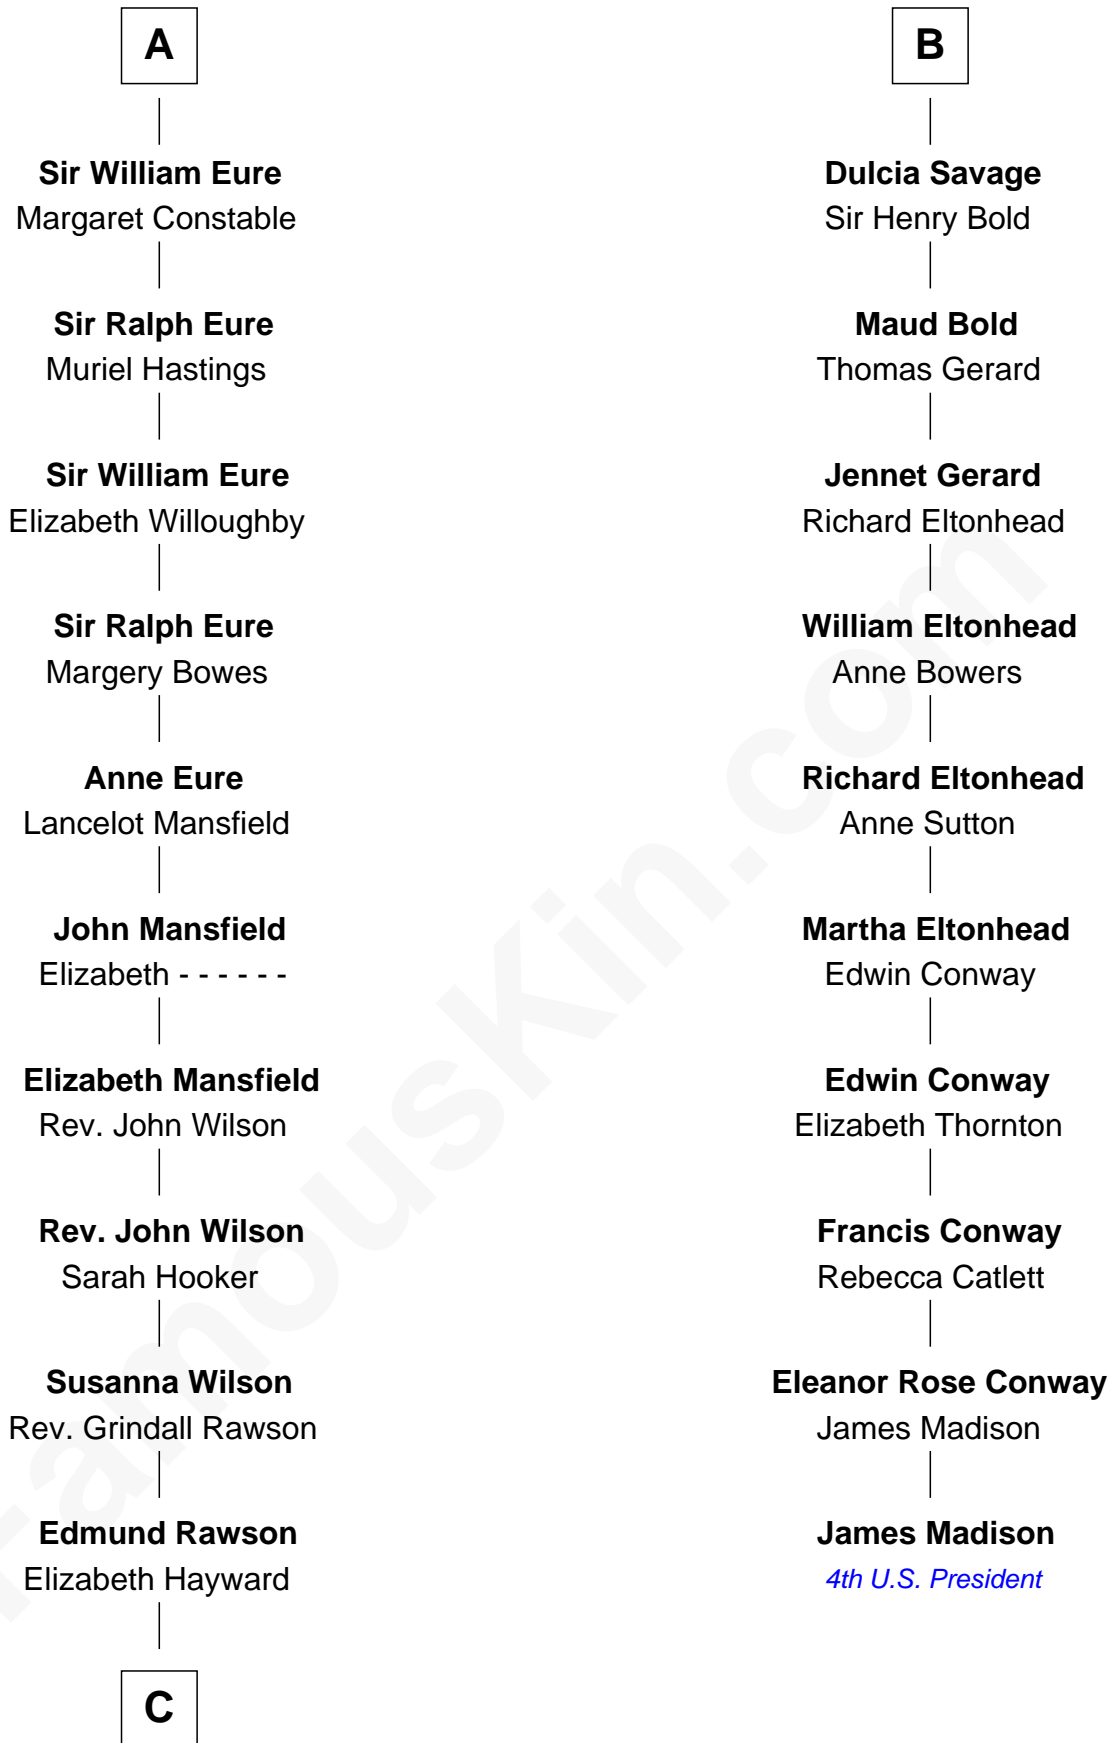 A
Sir William Eure
Margaret Constable
Sir Ralph Eure
Muriel Hastings
Sir William Eure
Elizabeth Willoughby
Sir Ralph Eure
Margery Bowes
Anne Eure
Lancelot Mansfield
John Mansfield
Elizabeth - - - - - -
Elizabeth Mansfield
Rev. John Wilson
Rev. John Wilson
Sarah Hooker
Susanna Wilson
Rev. Grindall Rawson
Edmund Rawson
Elizabeth Hayward
C
B
Dulcia Savage
Sir Henry Bold
Maud Bold
Thomas Gerard
Jennet Gerard
Richard Eltonhead
William Eltonhead
Anne Bowers
Richard Eltonhead
Anne Sutton
Martha Eltonhead
Edwin Conway
Edwin Conway
Elizabeth Thornton
Francis Conway
Rebecca Catlett
Eleanor Rose Conway
James Madison
James Madison
4th U.S. President
FamousKin.com